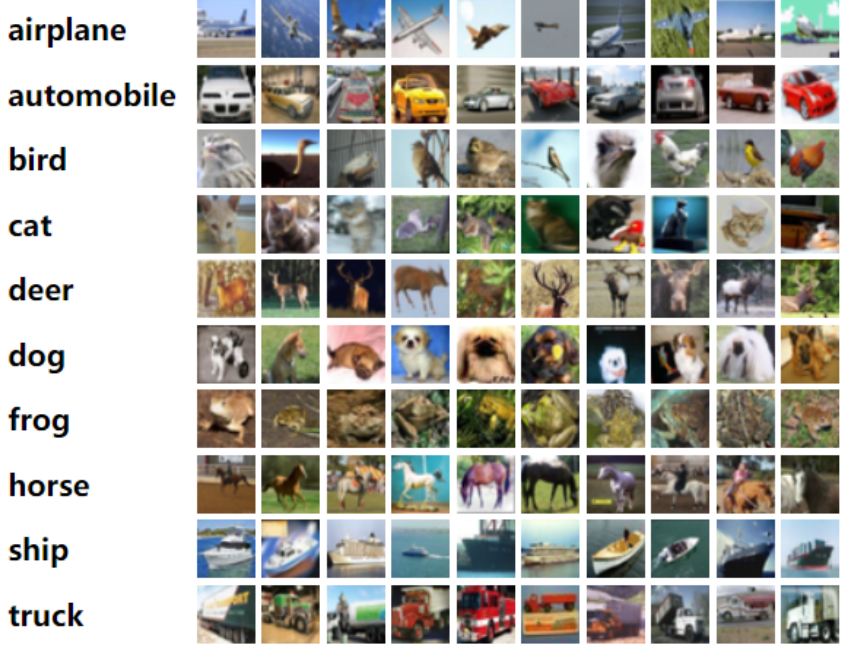 airplane
automobile
bird
cat
deer
dog
frog
horse
ship
truck